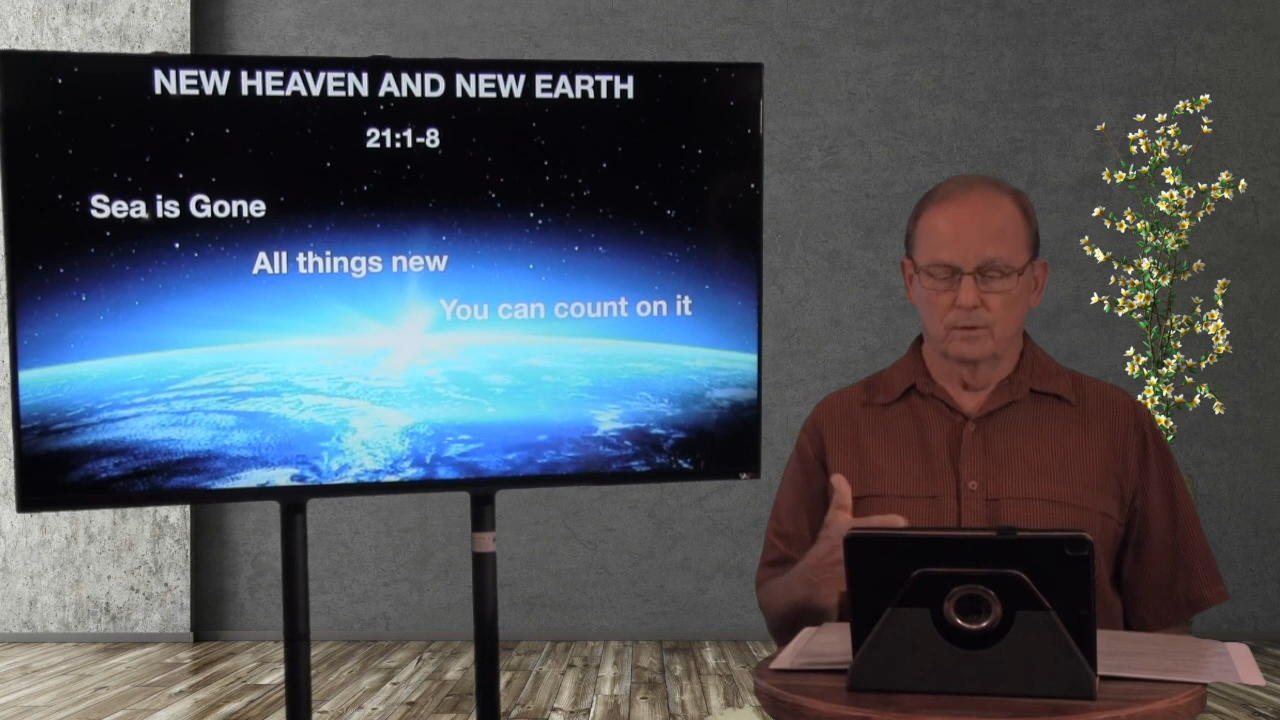 NEW HEAVEN AND NEW EARTH
21:1-8
Sea is Gone
All things new
You can count on it